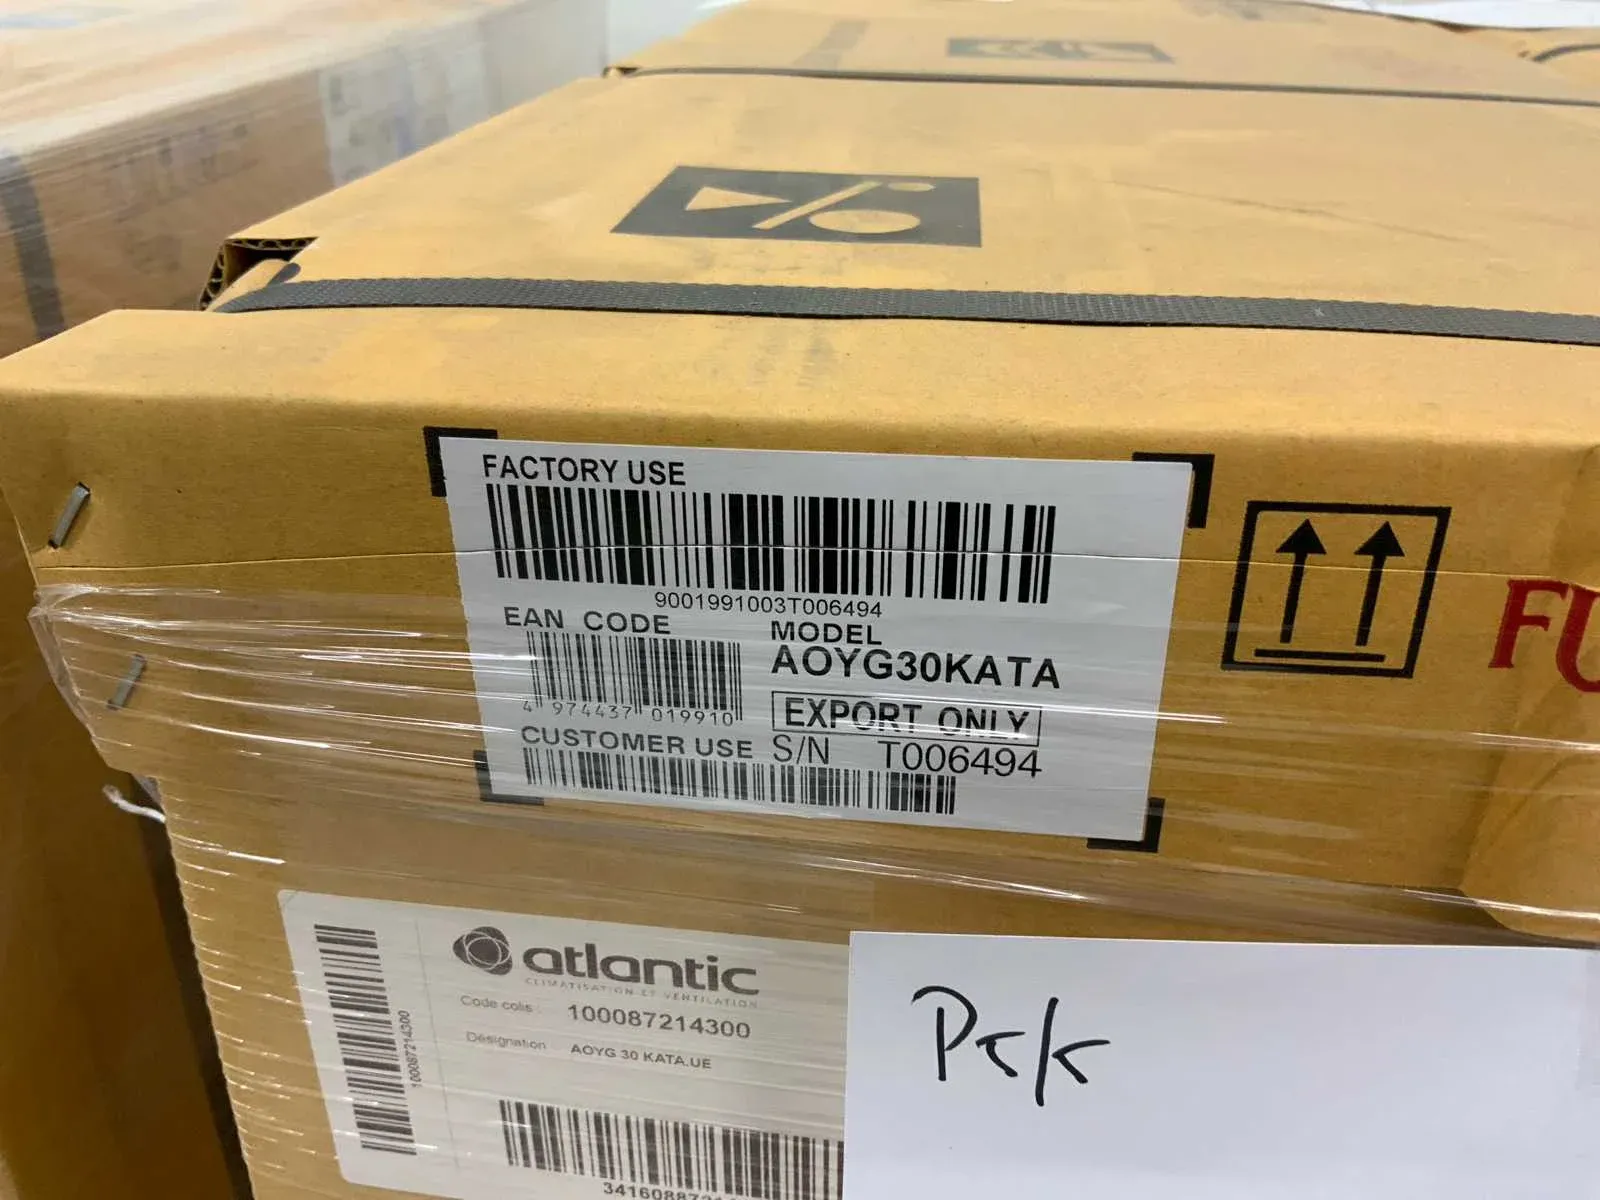 FACTORY USE
9001991003T006494
EAN CODE
4 974437 019910
MODEL
AOYG30KATA
EXPORT ONLY
CUSTOMER USE
S/N T006494
FU
atlantic
CLIMATISATION ET VENTILATION
Code colis : 100087214300
Désignation AOYG 30 KATA.UE
100087214300